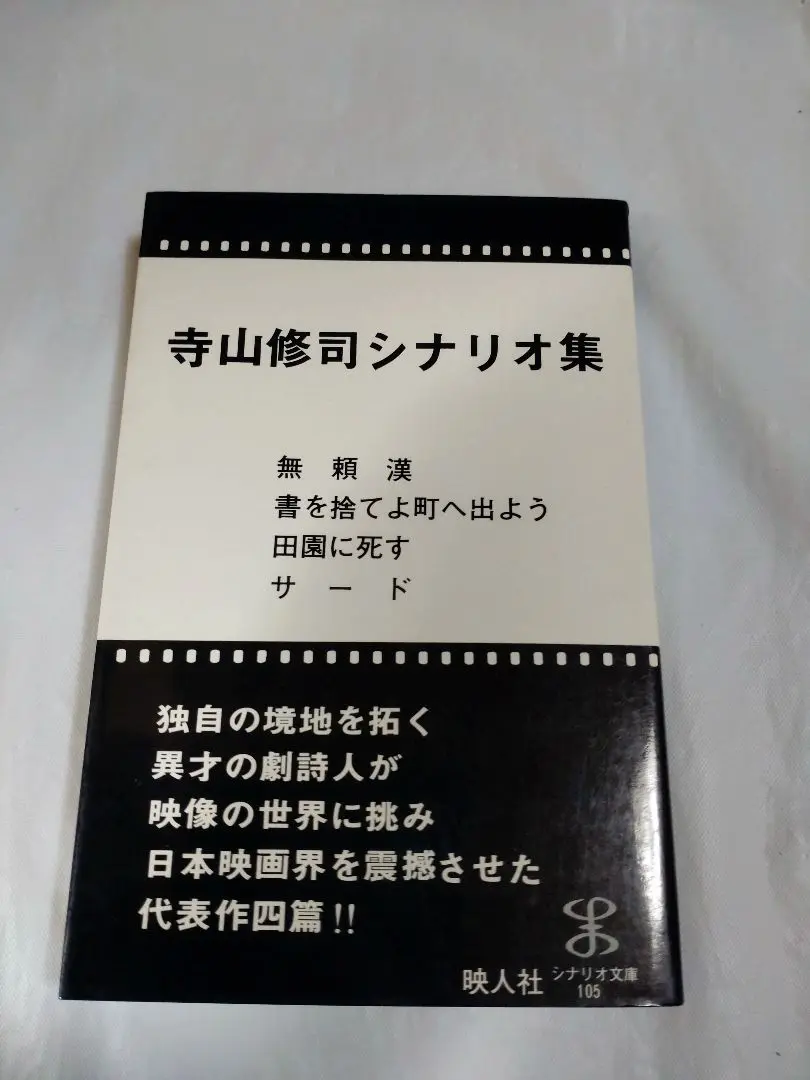 寺山修司シナリオ集
無頼漢
書を捨てよ町へ出よう
田園に死す
サード
独自の境地を拓く
異才の劇詩人が
映像の世界に挑み
日本映画界を震撼させた
代表作四篇!!
映人社
シナリオ文庫
105